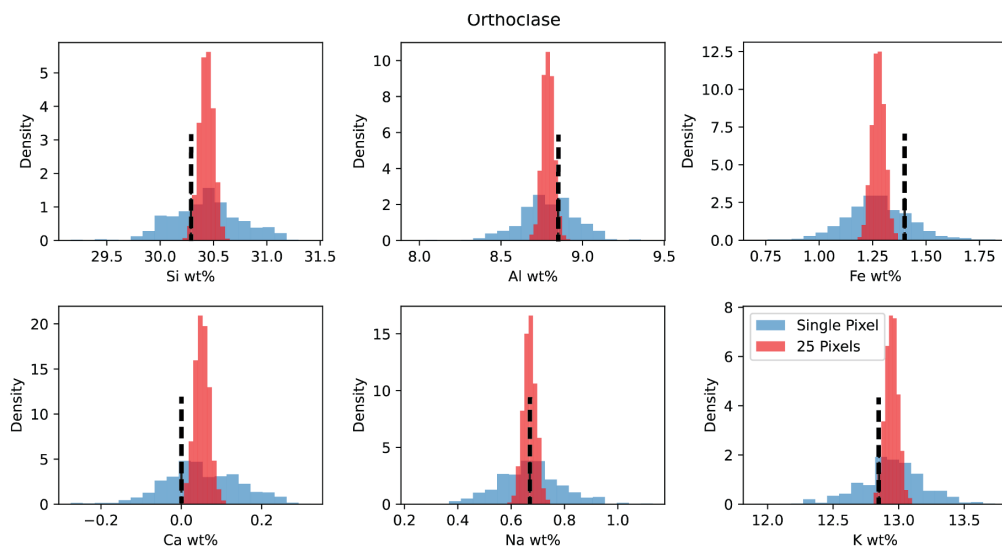 Orthoclase
Density
5
4
3
2
1
0
29.5 30.0 30.5 31.0 31.5
Si wt%
Density
10
8
6
4
2
0
8.0 8.5 9.0 9.5
Al wt%
Density
12.5
10.0
7.5
5.0
2.5
0.0
0.75 1.00 1.25 1.50 1.75
Fe wt%
Density
20
15
10
5
0
−0.2 0.0 0.2
Ca wt%
Density
15
10
5
0
0.2 0.4 0.6 0.8 1.0
Na wt%
Density
8
6
4
2
0
Single Pixel
25 Pixels
12.0 12.5 13.0 13.5
K wt%